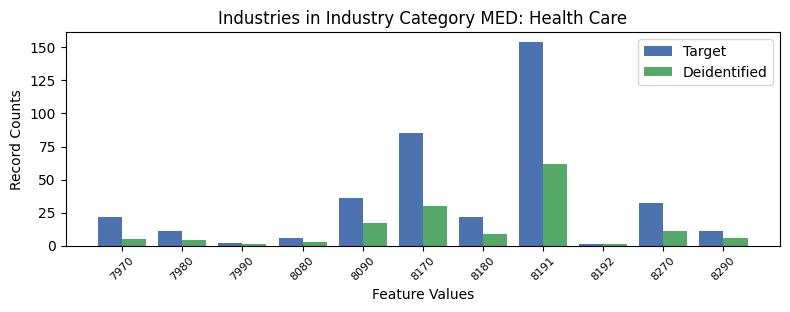 Industries in Industry Category MED: Health Care
Target
Deidentified
Record Counts
150
125
100
75
50
25
0
7970 7980 7990 8080 8090 8170 8180 8191 8192 8270 8290
Feature Values